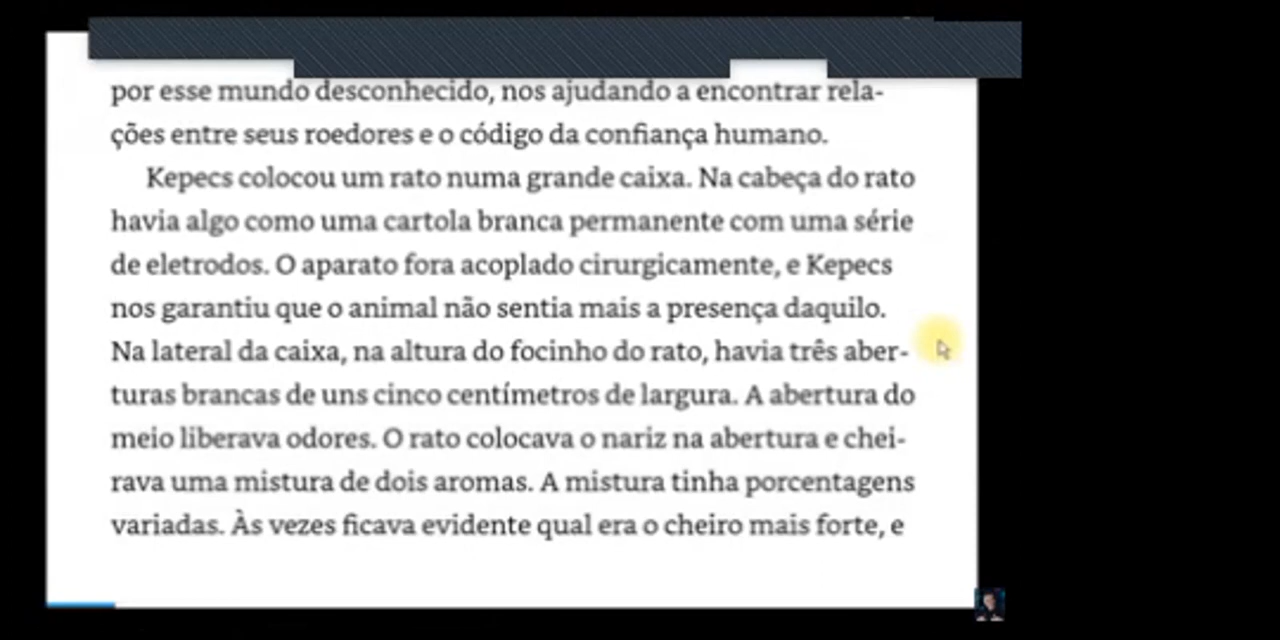 por esse mundo desconhecido, nos ajudando a encontrar rela-
ções entre seus roedores e o código da confiança humano.
Kepecs colocou um rato numa grande caixa. Na cabeça do rato
havia algo como uma cartola branca permanente com uma série
de eletrodos. O aparato fora acoplado cirurgicamente, e Kepecs
nos garantiu que o animal não sentia mais a presença daquilo.
Na lateral da caixa, na altura do focinho do rato, havia três aber-
turas brancas de uns cinco centímetros de largura. A abertura do
meio liberava odores. O rato colocava o nariz na abertura e chei-
rava uma mistura de dois aromas. A mistura tinha porcentagens
variadas. Às vezes ficava evidente qual era o cheiro mais forte, e